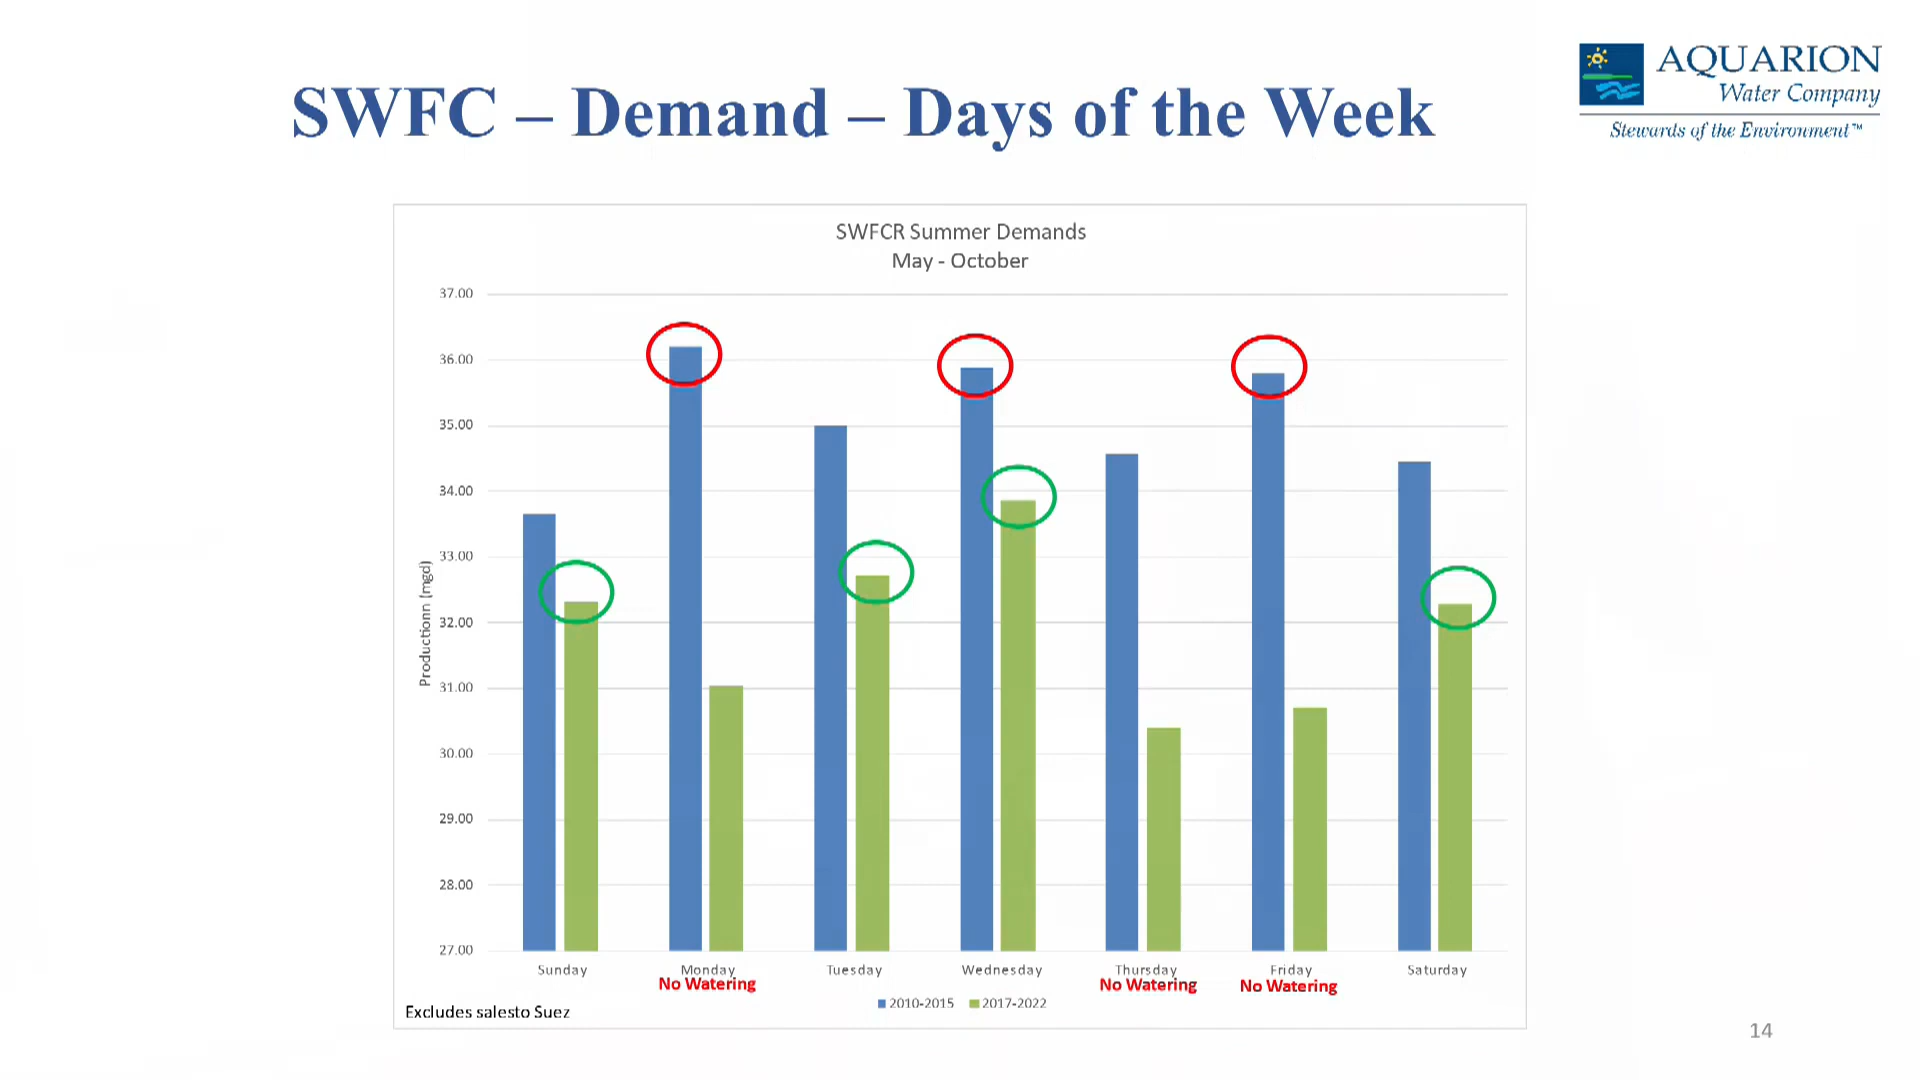 SWFC – Demand – Days of the Week
AQUARION
Water Company
Stewards of the Environment™
SWFCR Summer Demands
May - October
37.00
36.00
35.00
34.00
33.00
32.00
31.00
30.00
29.00
28.00
27.00
Productionn (mgd)
Sunday Monday Tuesday Wednesday Thursday Friday Saturday
No Watering No Watering No Watering
2010-2015 2017-2022
Excludes salesto Suez
14